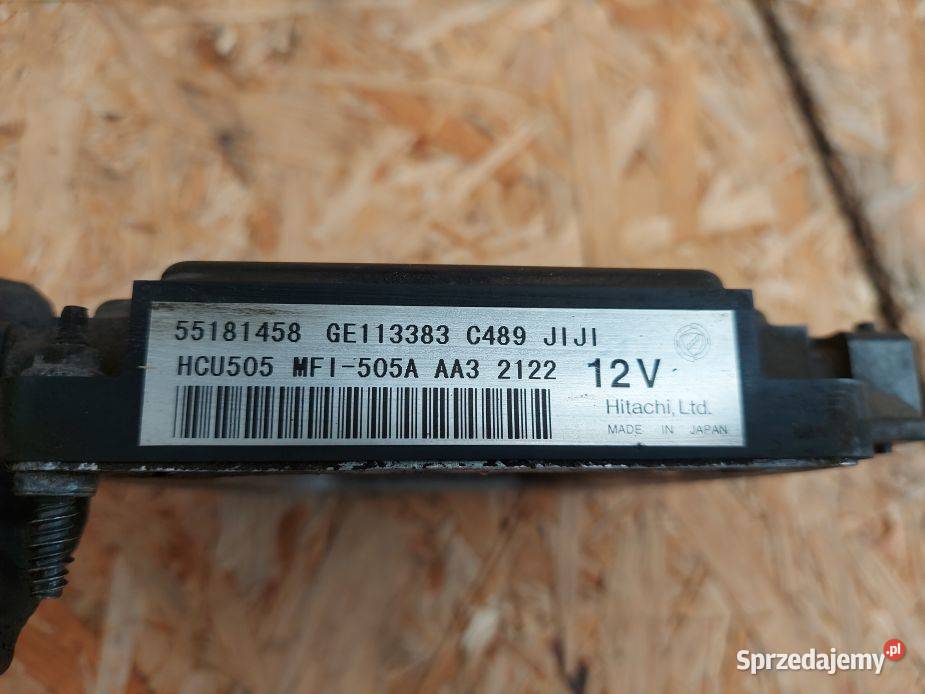 55181458 GE113383 C489 JIJI
HCU505 MFI-505A AA3 2122 12V
Hitachi, Ltd.
MADE IN JAPAN
Sprzedajemy.pl